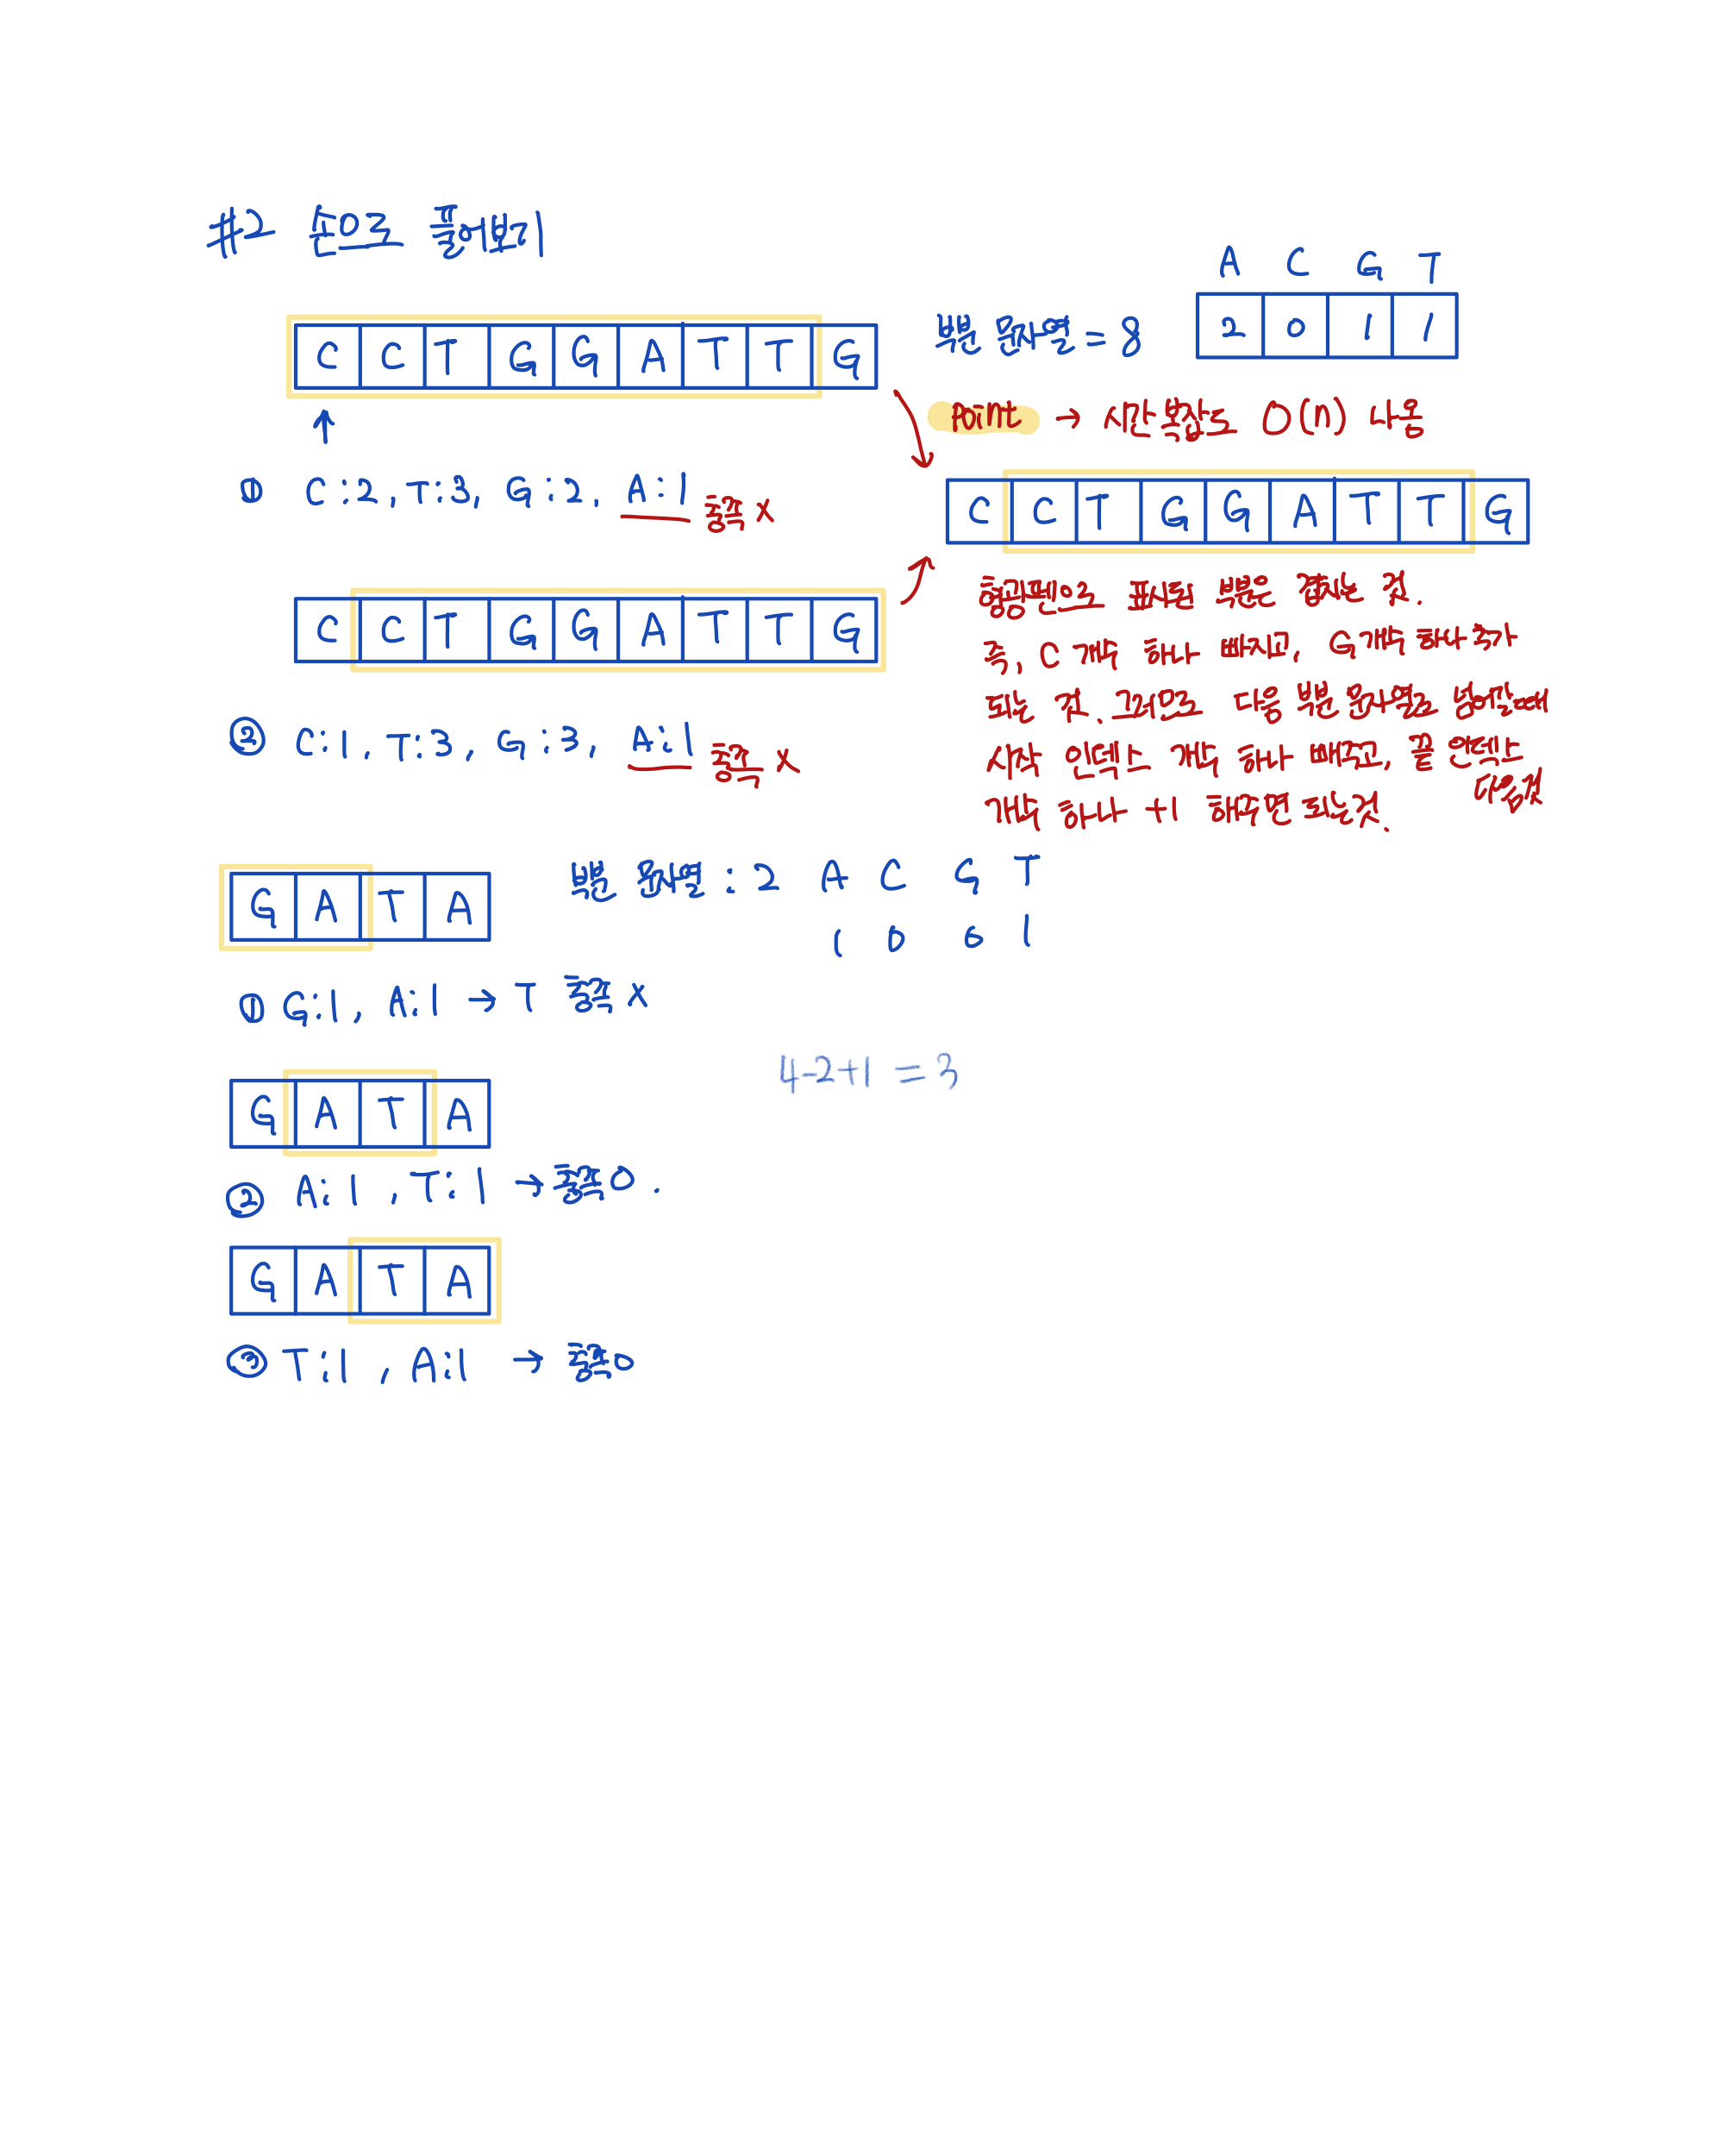 #2 손으로 풀어보기
C C T G G A T T G
부분 문자열 = 8
A C G T
2 0 1 1
Point → 시간 복잡도 O(n) 나옴
① C:2, T:3, G:2, A:1 충족 x
C C T G G A T T G
C C T G G A T T G
② C:1, T:3, G:3, A:1 충족 x
형광펜으로 표시된 부분은 겹치는 것.
즉, C 개수 하나 빠지고, G 개수 하나 추가
되는 것. 그러므로 다음 부분 문자열로 넘어갈때
시작 인덱스 개수 하나 빼주고, 끝 인덱스 다음것
개수 하나 +1 해주면 되는것.
G A T A
부분 문자열 : 2 A C G T
1 0 0 1
① G:1, A:1 → T 충족 x
4-2+1 = 3
G A T A
② A:1, T:1 → 충족 O.
G A T A
③ T:1, A:1 → 충족 O